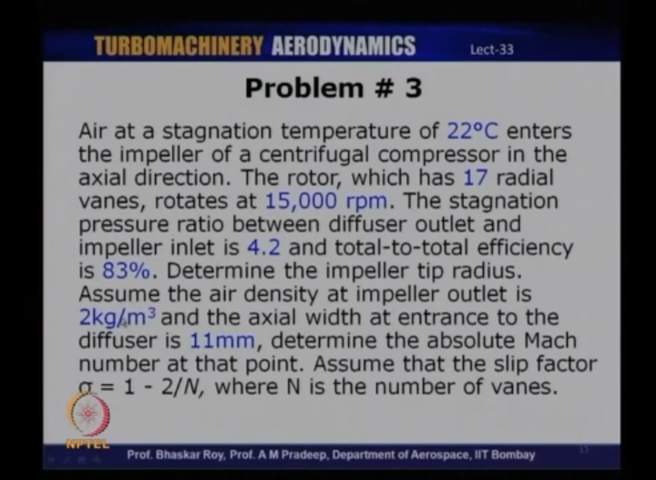 TURBOMACHINERY AERODYNAMICS Lect-33
Problem # 3
Air at a stagnation temperature of 22°C enters
the impeller of a centrifugal compressor in the
axial direction. The rotor, which has 17 radial
vanes, rotates at 15,000 rpm. The stagnation
pressure ratio between diffuser outlet and
impeller inlet is 4.2 and total-to-total efficiency
is 83%. Determine the impeller tip radius.
Assume the air density at impeller outlet is
2kg/m³ and the axial width at entrance to the
diffuser is 11mm, determine the absolute Mach
number at that point. Assume that the slip factor
σ = 1 - 2/N, where N is the number of vanes.
NPTEL
Prof. Bhaskar Roy, Prof. A M Pradeep, Department of Aerospace, IIT Bombay